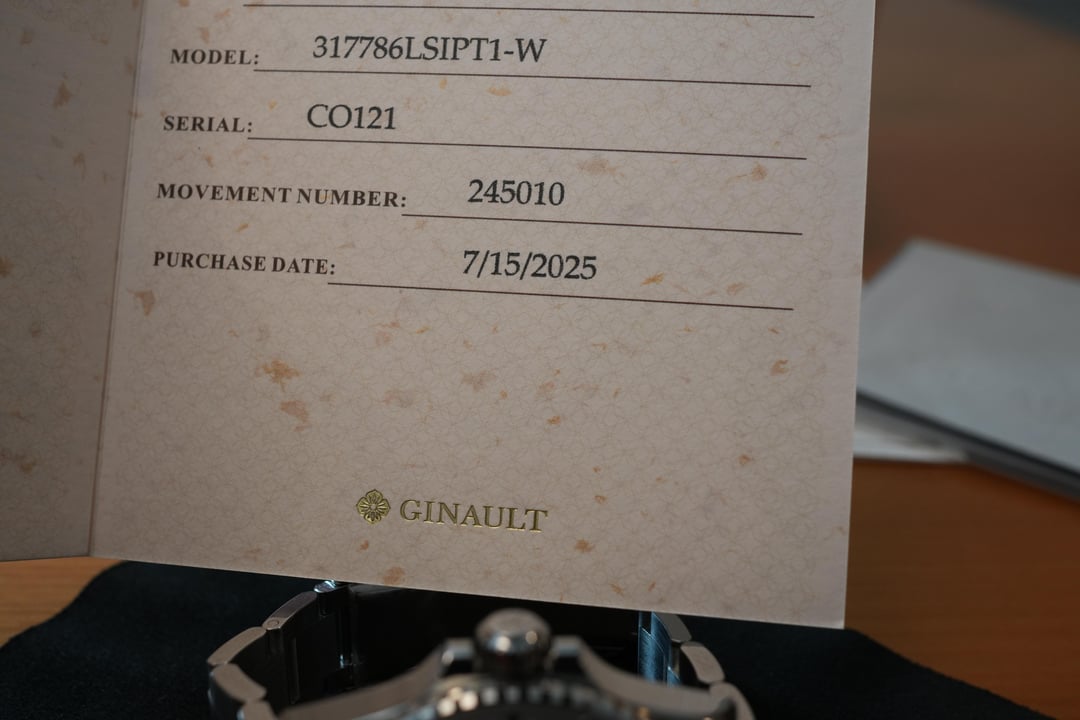 MODEL: 317786LSIPT1-W
SERIAL: CO121
MOVEMENT NUMBER: 245010
PURCHASE DATE: 7/15/2025
GINAULT